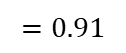 = 0.91